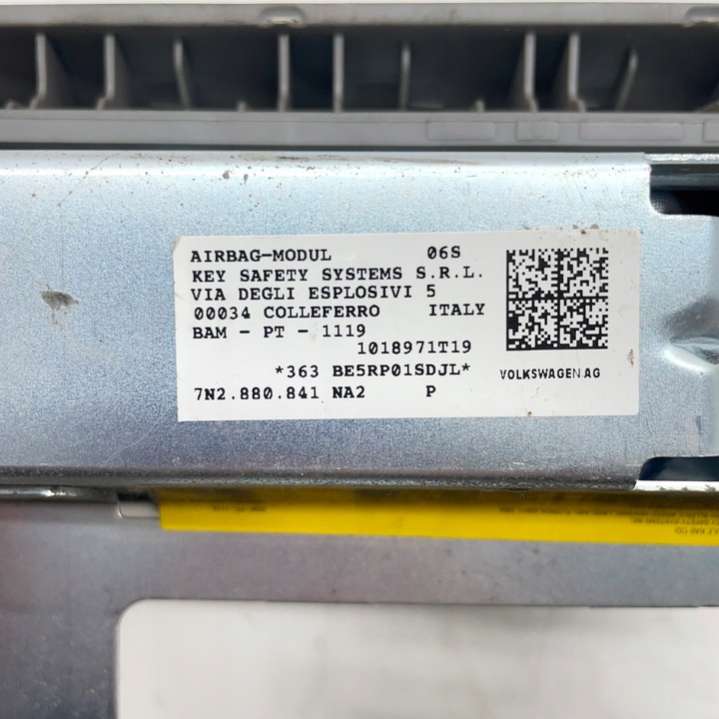 AIRBAG-MODUL 06S
KEY SAFETY SYSTEMS S.R.L.
VIA DEGLI ESPLOSIVI 5
00034 COLLEFERRO ITALY
BAM - PT - 1119
1018971T19
*363 BE5RP01SDJL*
VOLKSWAGEN AG
7N2.880.841 NA2 P